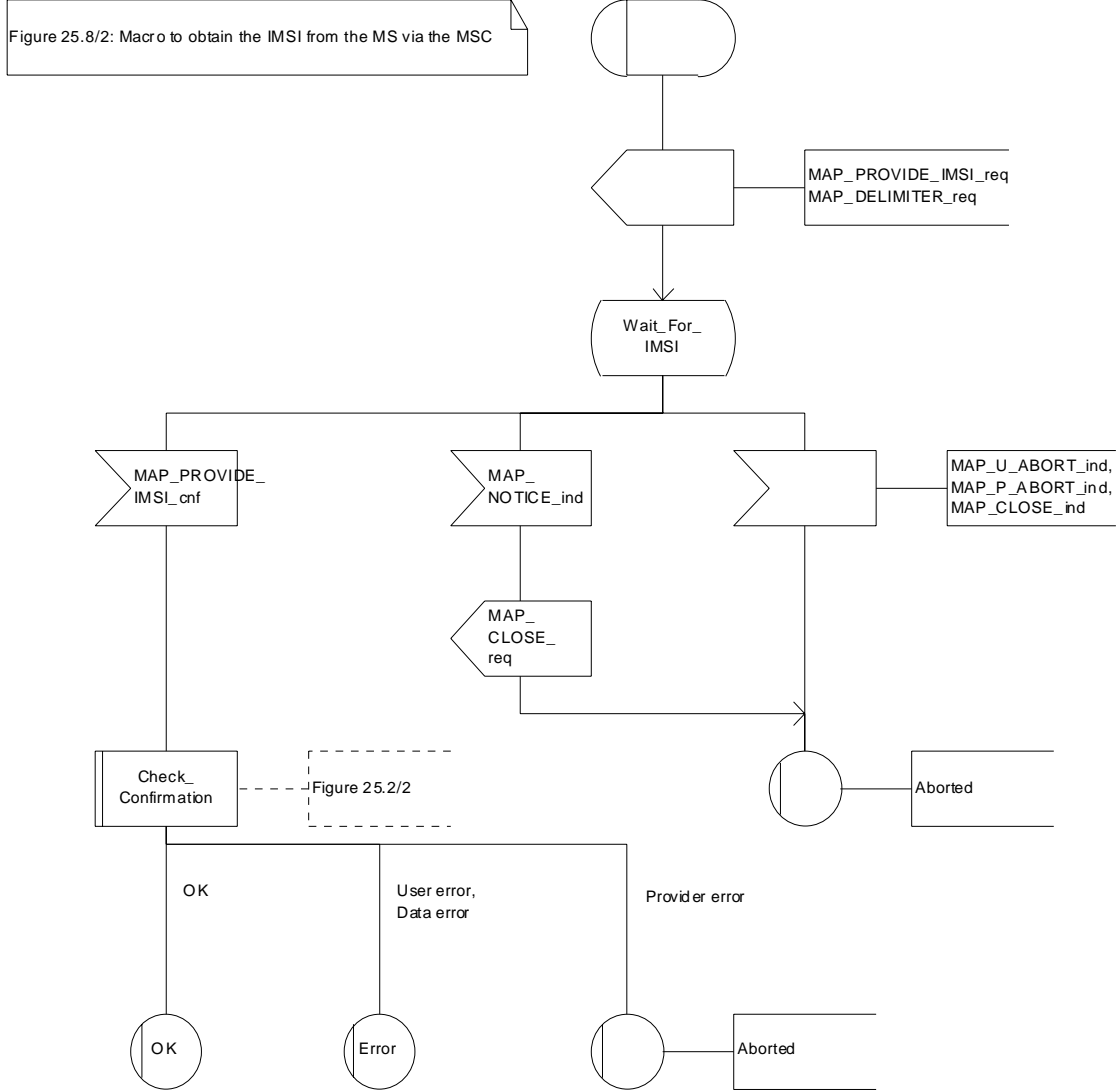 Figure 25.8/2: Macro to obtain the IMSI from the MS via the MSC
MAP_PROVIDE_IMSI_req
MAP_DELIMITER_req
Wait_For_
IMSI
MAP_PROVIDE_
IMSI_cnf
MAP_
NOTICE_ind
MAP_U_ABORT_ind,
MAP_P_ABORT_ind,
MAP_CLOSE_ind
MAP_
CLOSE_
req
Check_
Confirmation
Figure 25.2/2
Aborted
OK
User error,
Data error
Provider error
OK
Error
Aborted